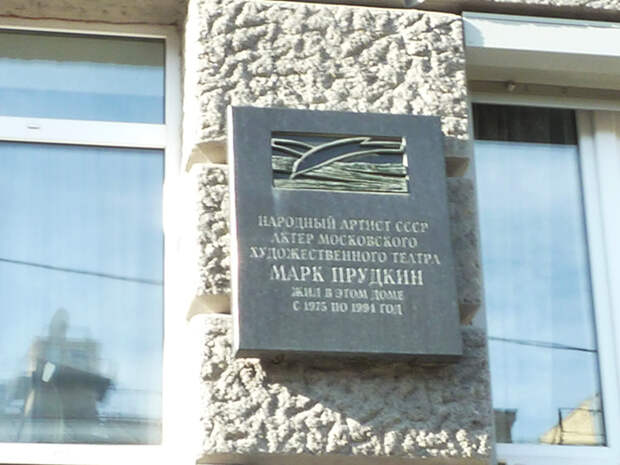 НАРОДНЫЙ АРТИСТ СССР
АКТЕР МОСКОВСКОГО
ХУДОЖЕСТВЕННОГО ТЕАТРА
МАРК ПРУДКИН
ЖИЛ В ЭТОМ ДОМЕ
С 1975 ПО 1994 ГОД